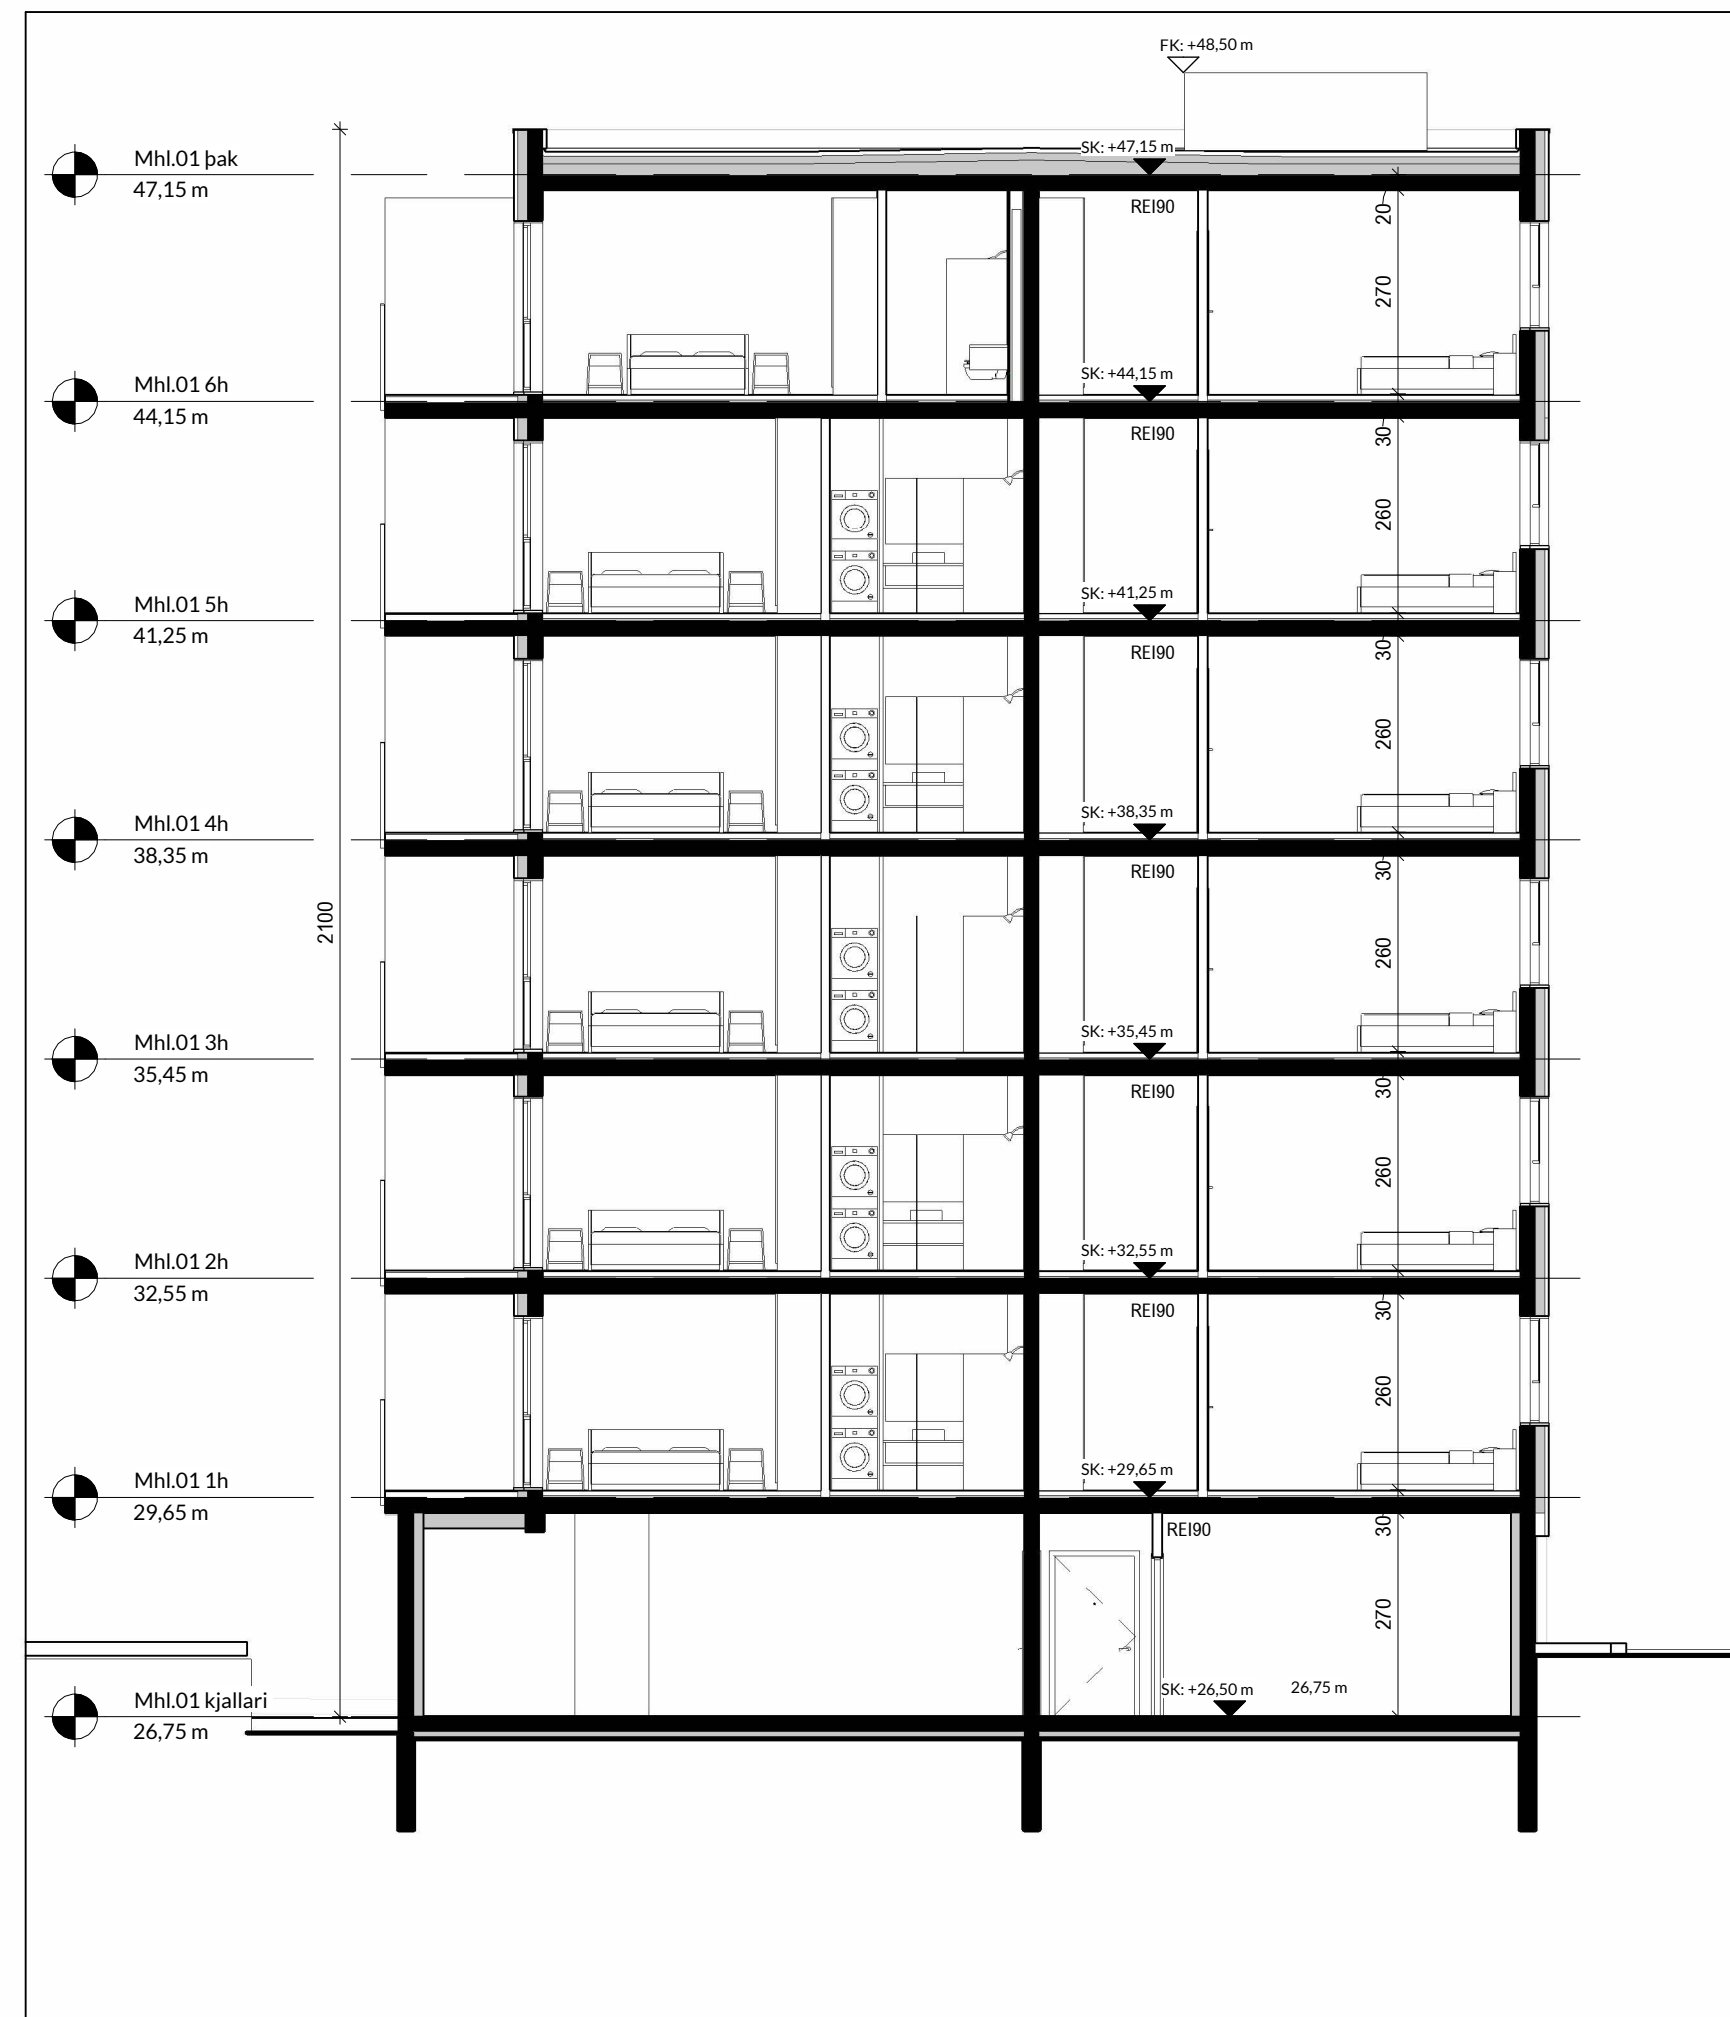 FK: +48,50 m
Mhl.01 þak
47,15 m
SK: +47,15 m
REI90
20
270
Mhl.01 6h
44,15 m
SK: +44,15 m
REI90
30
260
Mhl.01 5h
41,25 m
SK: +41,25 m
REI90
30
260
Mhl.01 4h
38,35 m
SK: +38,35 m
REI90
30
260
2100
Mhl.01 3h
35,45 m
SK: +35,45 m
REI90
30
260
Mhl.01 2h
32,55 m
SK: +32,55 m
REI90
30
260
Mhl.01 1h
29,65 m
SK: +29,65 m
REI90
30
270
Mhl.01 kjallari
26,75 m
SK: +26,50 m
26,75 m